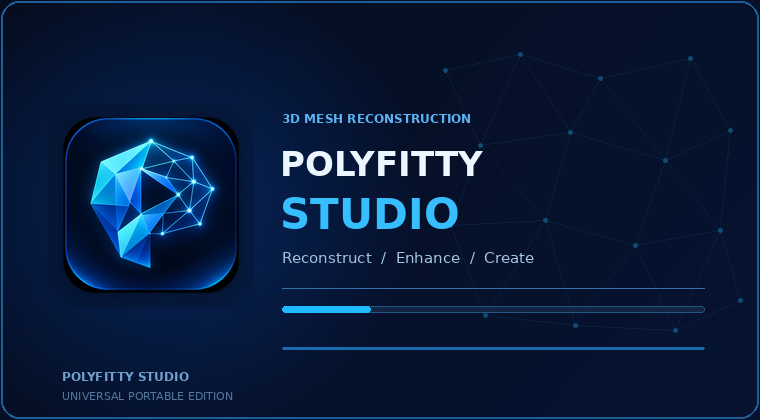 3D MESH RECONSTRUCTION
POLYFITTY
STUDIO
Reconstruct / Enhance / Create
POLYFITTY STUDIO
UNIVERSAL PORTABLE EDITION